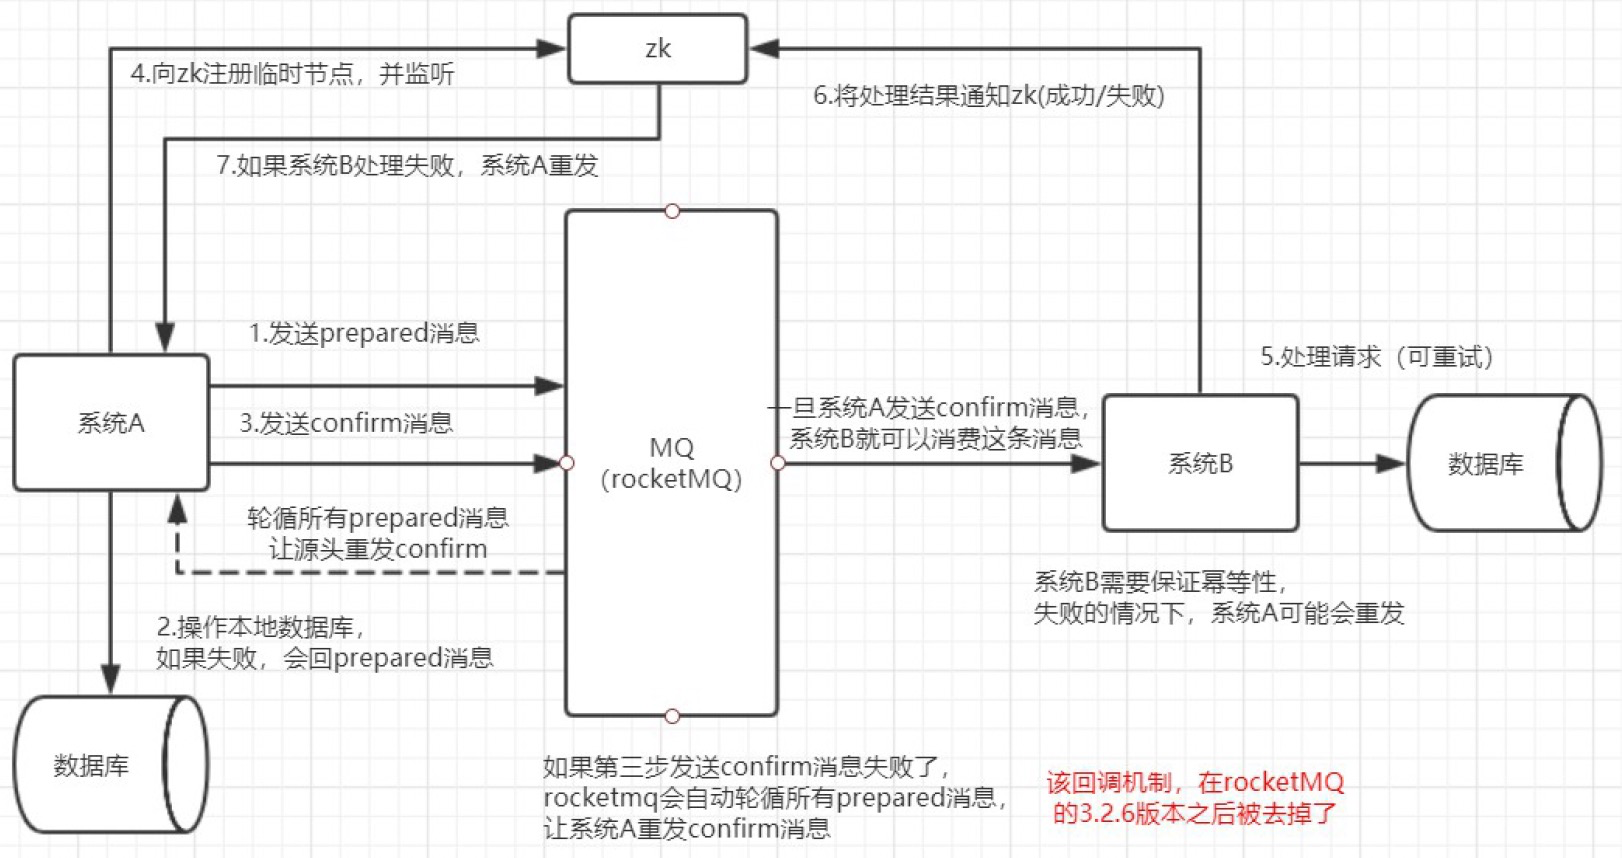 zk
4.向zk注册临时节点，并监听
6.将处理结果通知zk(成功/失败)
7.如果系统B处理失败，系统A重发
1.发送prepared消息
系统A
3.发送confirm消息
MQ
(rocketMQ)
一旦系统A发送confirm消息，
系统B就可以消费这条消息
5.处理请求（可重试）
系统B
数据库
轮循所有prepared消息
让源头重发confirm
系统B需要保证幂等性，
失败的情况下，系统A可能会重发
2.操作本地数据库，
如果失败，会回prepared消息
数据库
如果第三步发送confirm消息失败了，
rocketmq会自动轮循所有prepared消息，
让系统A重发confirm消息
该回调机制，在rocketMQ
的3.2.6版本之后被去掉了